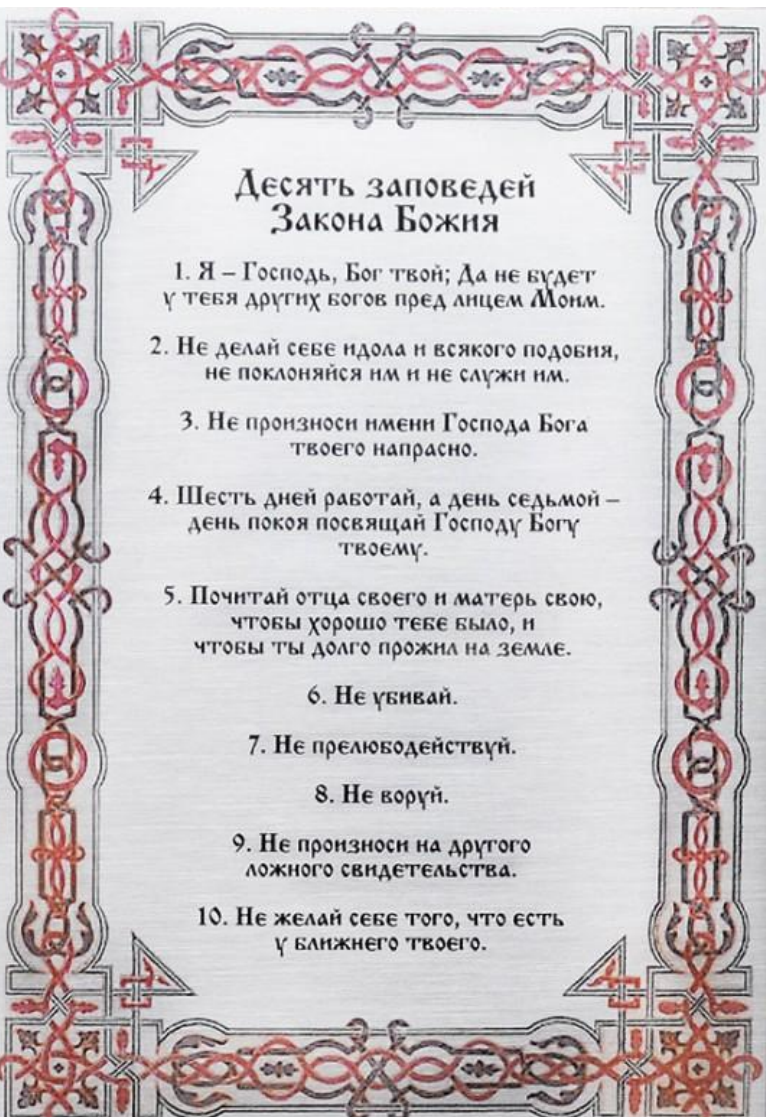 Десять заповедей
Закона Божия
1. Я – Господь, Бог твой; Да не будет
у тебя других богов пред лицем Моим.
2. Не делай себе идола и всякого подобия,
не поклоняйся им и не служи им.
3. Не произноси имени Господа Бога
твоего напрасно.
4. Шесть дней работай, а день седьмой –
день покоя посвящай Господу Богу
твоему.
5. Почитай отца своего и матерь свою,
чтобы хорошо тебе было, и
чтобы ты долго прожил на земле.
6. Не убивай.
7. Не прелюбодействуй.
8. Не воруй.
9. Не произноси на другого
ложного свидетельства.
10. Не желай себе того, что есть
у ближнего твоего.